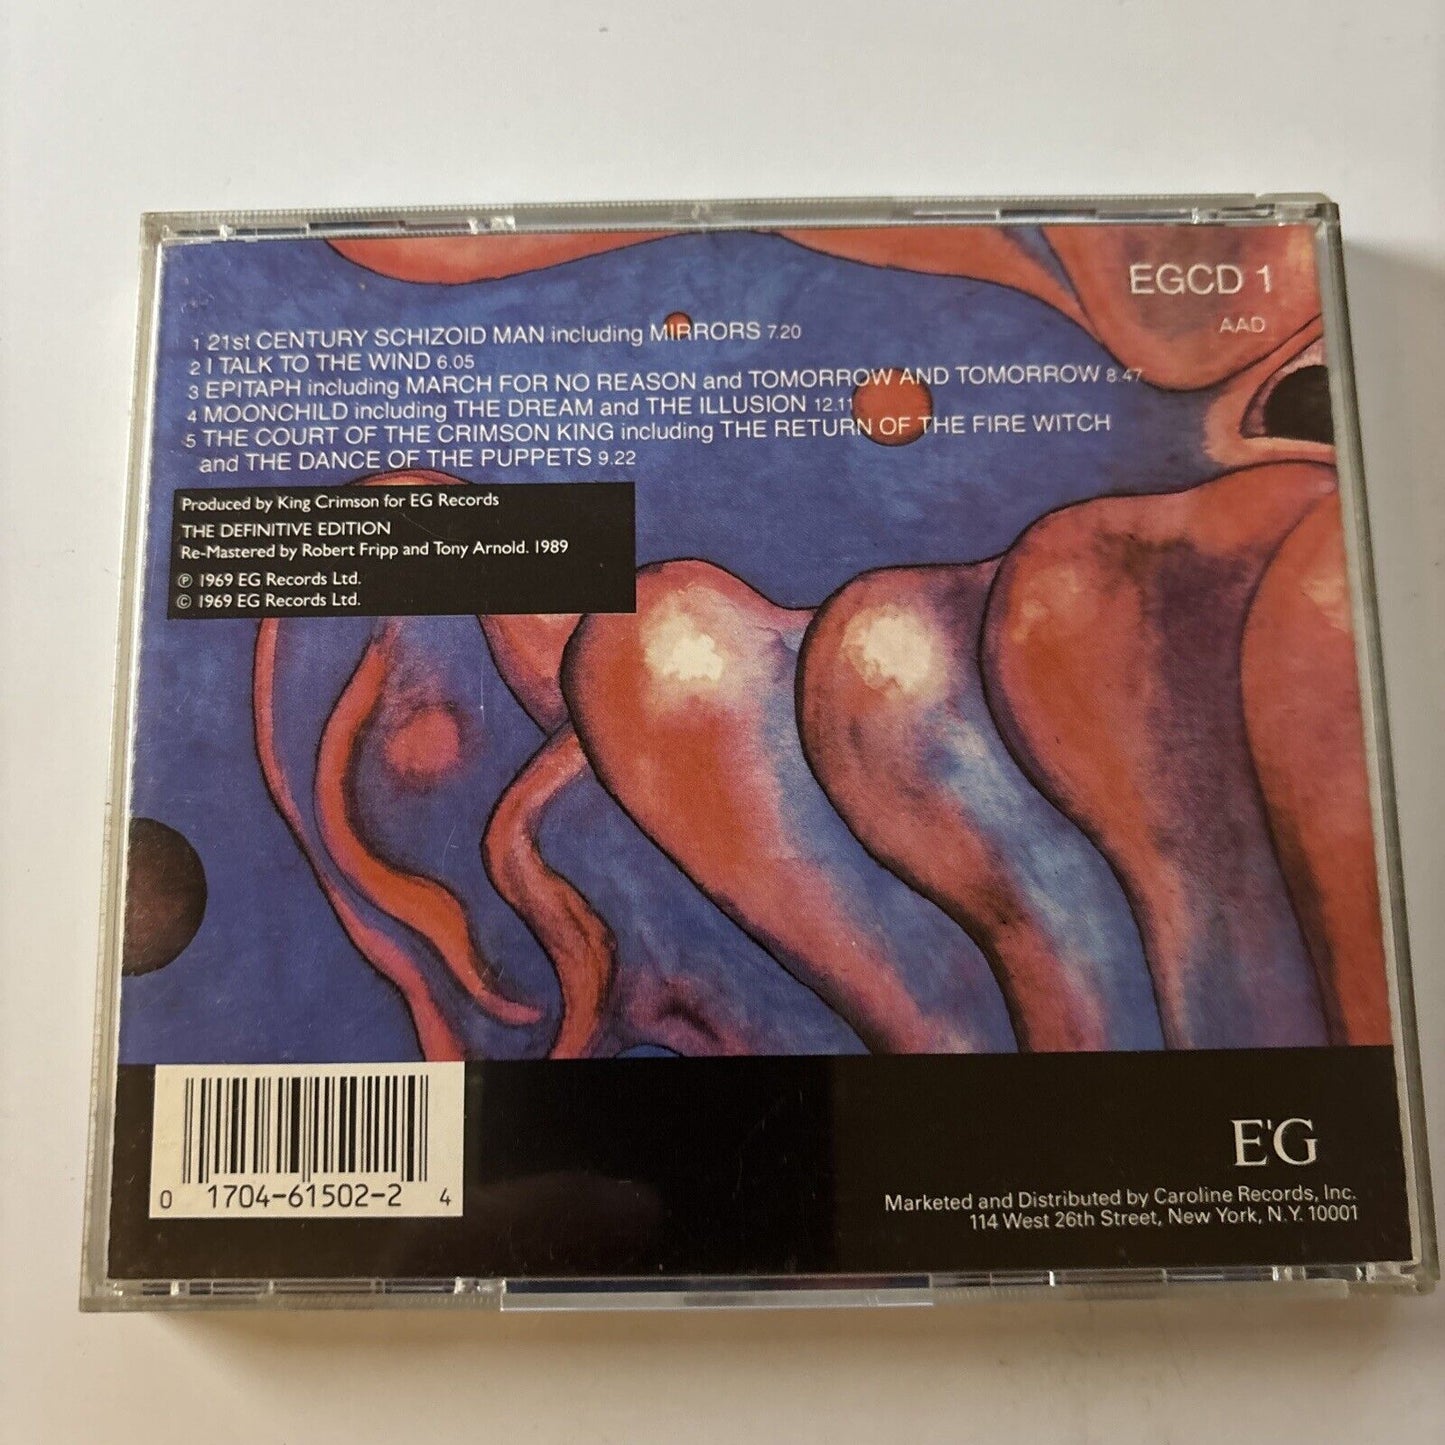 EGCD 1
AAD
1 21st CENTURY SCHIZOID MAN including MIRRORS 7.20
2 I TALK TO THE WIND 6.05
3 EPITAPH including MARCH FOR NO REASON and TOMORROW AND TOMORROW 8.47
4 MOONCHILD including THE DREAM and THE ILLUSION 12.11
5 THE COURT OF THE CRIMSON KING including THE RETURN OF THE FIRE WITCH
and THE DANCE OF THE PUPPETS 9.22
Produced by King Crimson for EG Records
THE DEFINITIVE EDITION
Re-Mastered by Robert Fripp and Tony Arnold. 1989
℗ 1969 EG Records Ltd.
© 1969 EG Records Ltd.
0 1704-61502-2 4
E'G
Marketed and Distributed by Caroline Records, Inc.
114 West 26th Street, New York, N.Y. 10001